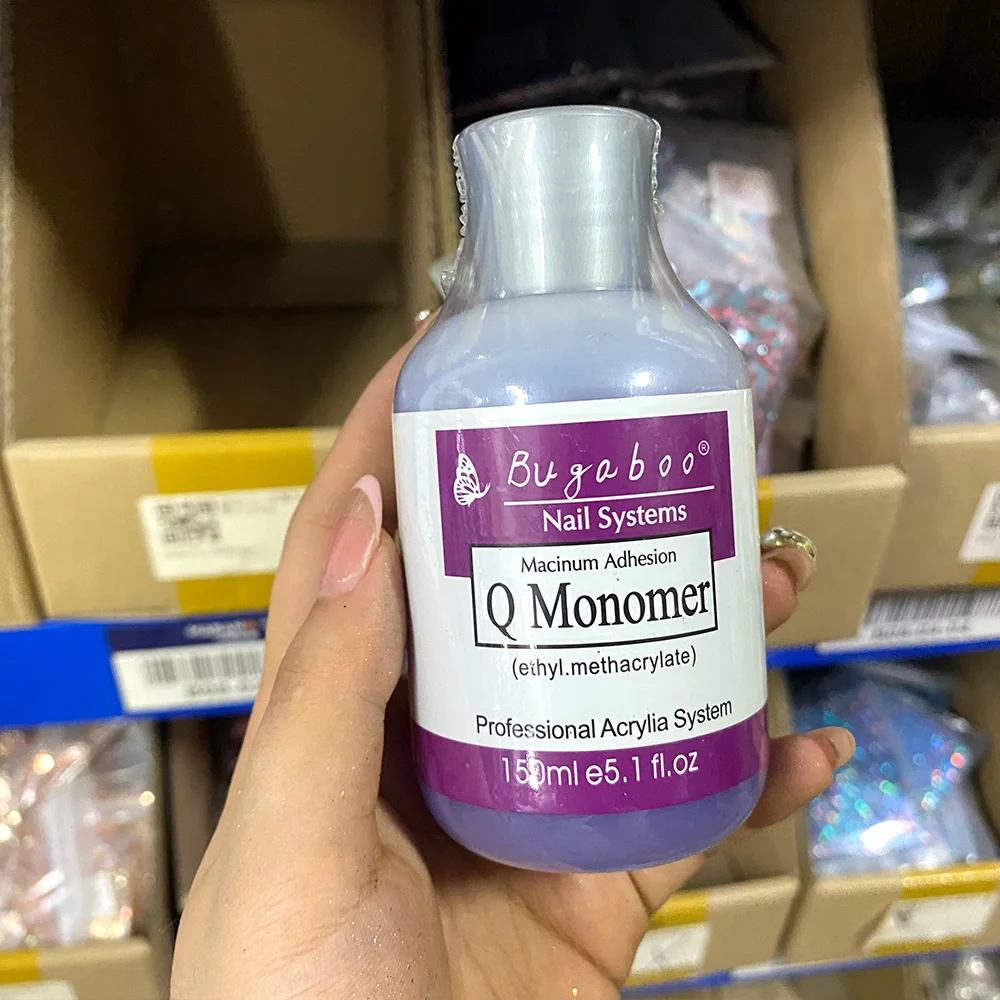 Bugaboo®
Nail Systems
Macinum Adhesion
Q Monomer
(ethyl.methacrylate)
Professional Acrylia System
150ml e5.1 fl.oz